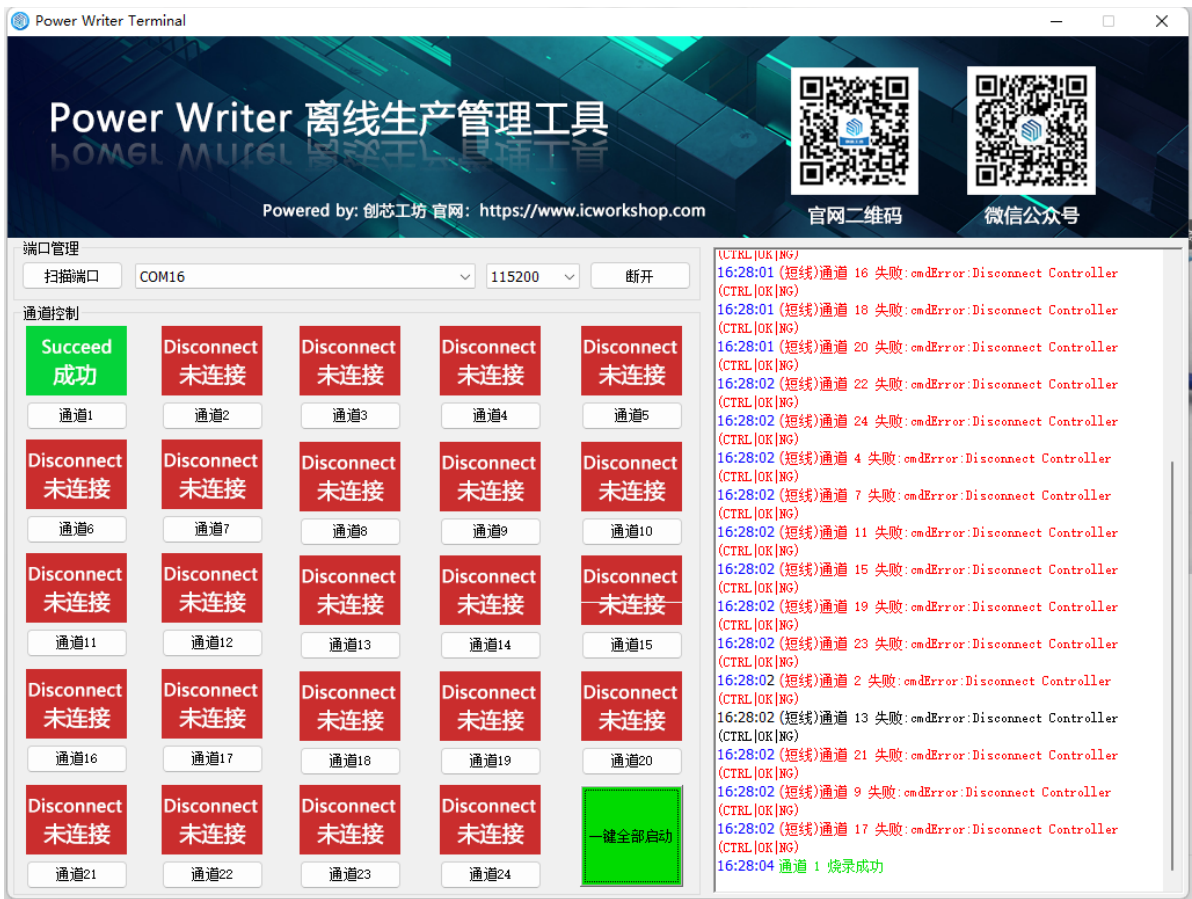 Power Writer Terminal
Power Writer 离线生产管理工具
Powered by: 创芯工坊 官网：https://www.icworkshop.com
官网二维码
微信公众号
端口管理
扫描端口
COM16
115200
断开
通道控制
Succeed Disconnect Disconnect Disconnect Disconnect
成功 未连接 未连接 未连接 未连接
通道1 通道2 通道3 通道4 通道5
Disconnect Disconnect Disconnect Disconnect Disconnect
未连接 未连接 未连接 未连接 未连接
通道6 通道7 通道8 通道9 通道10
Disconnect Disconnect Disconnect Disconnect Disconnect
未连接 未连接 未连接 未连接 未连接
通道11 通道12 通道13 通道14 通道15
Disconnect Disconnect Disconnect Disconnect Disconnect
未连接 未连接 未连接 未连接 未连接
通道16 通道17 通道18 通道19 通道20
Disconnect Disconnect Disconnect Disconnect
未连接 未连接 未连接 未连接 一键全部启动
通道21 通道22 通道23 通道24
(CTRL|OK|NG)
16:28:01 (短线)通道 16 失败:cmdError:Disconnect Controller
(CTRL|OK|NG)
16:28:01 (短线)通道 18 失败:cmdError:Disconnect Controller
(CTRL|OK|NG)
16:28:01 (短线)通道 20 失败:cmdError:Disconnect Controller
(CTRL|OK|NG)
16:28:02 (短线)通道 22 失败:cmdError:Disconnect Controller
(CTRL|OK|NG)
16:28:02 (短线)通道 24 失败:cmdError:Disconnect Controller
(CTRL|OK|NG)
16:28:02 (短线)通道 4 失败:cmdError:Disconnect Controller
(CTRL|OK|NG)
16:28:02 (短线)通道 7 失败:cmdError:Disconnect Controller
(CTRL|OK|NG)
16:28:02 (短线)通道 11 失败:cmdError:Disconnect Controller
(CTRL|OK|NG)
16:28:02 (短线)通道 15 失败:cmdError:Disconnect Controller
(CTRL|OK|NG)
16:28:02 (短线)通道 19 失败:cmdError:Disconnect Controller
(CTRL|OK|NG)
16:28:02 (短线)通道 23 失败:cmdError:Disconnect Controller
(CTRL|OK|NG)
16:28:02 (短线)通道 2 失败:cmdError:Disconnect Controller
(CTRL|OK|NG)
16:28:02 (短线)通道 13 失败:cmdError:Disconnect Controller
(CTRL|OK|NG)
16:28:02 (短线)通道 21 失败:cmdError:Disconnect Controller
(CTRL|OK|NG)
16:28:02 (短线)通道 9 失败:cmdError:Disconnect Controller
(CTRL|OK|NG)
16:28:02 (短线)通道 17 失败:cmdError:Disconnect Controller
(CTRL|OK|NG)
16:28:04 通道 1 烧录成功